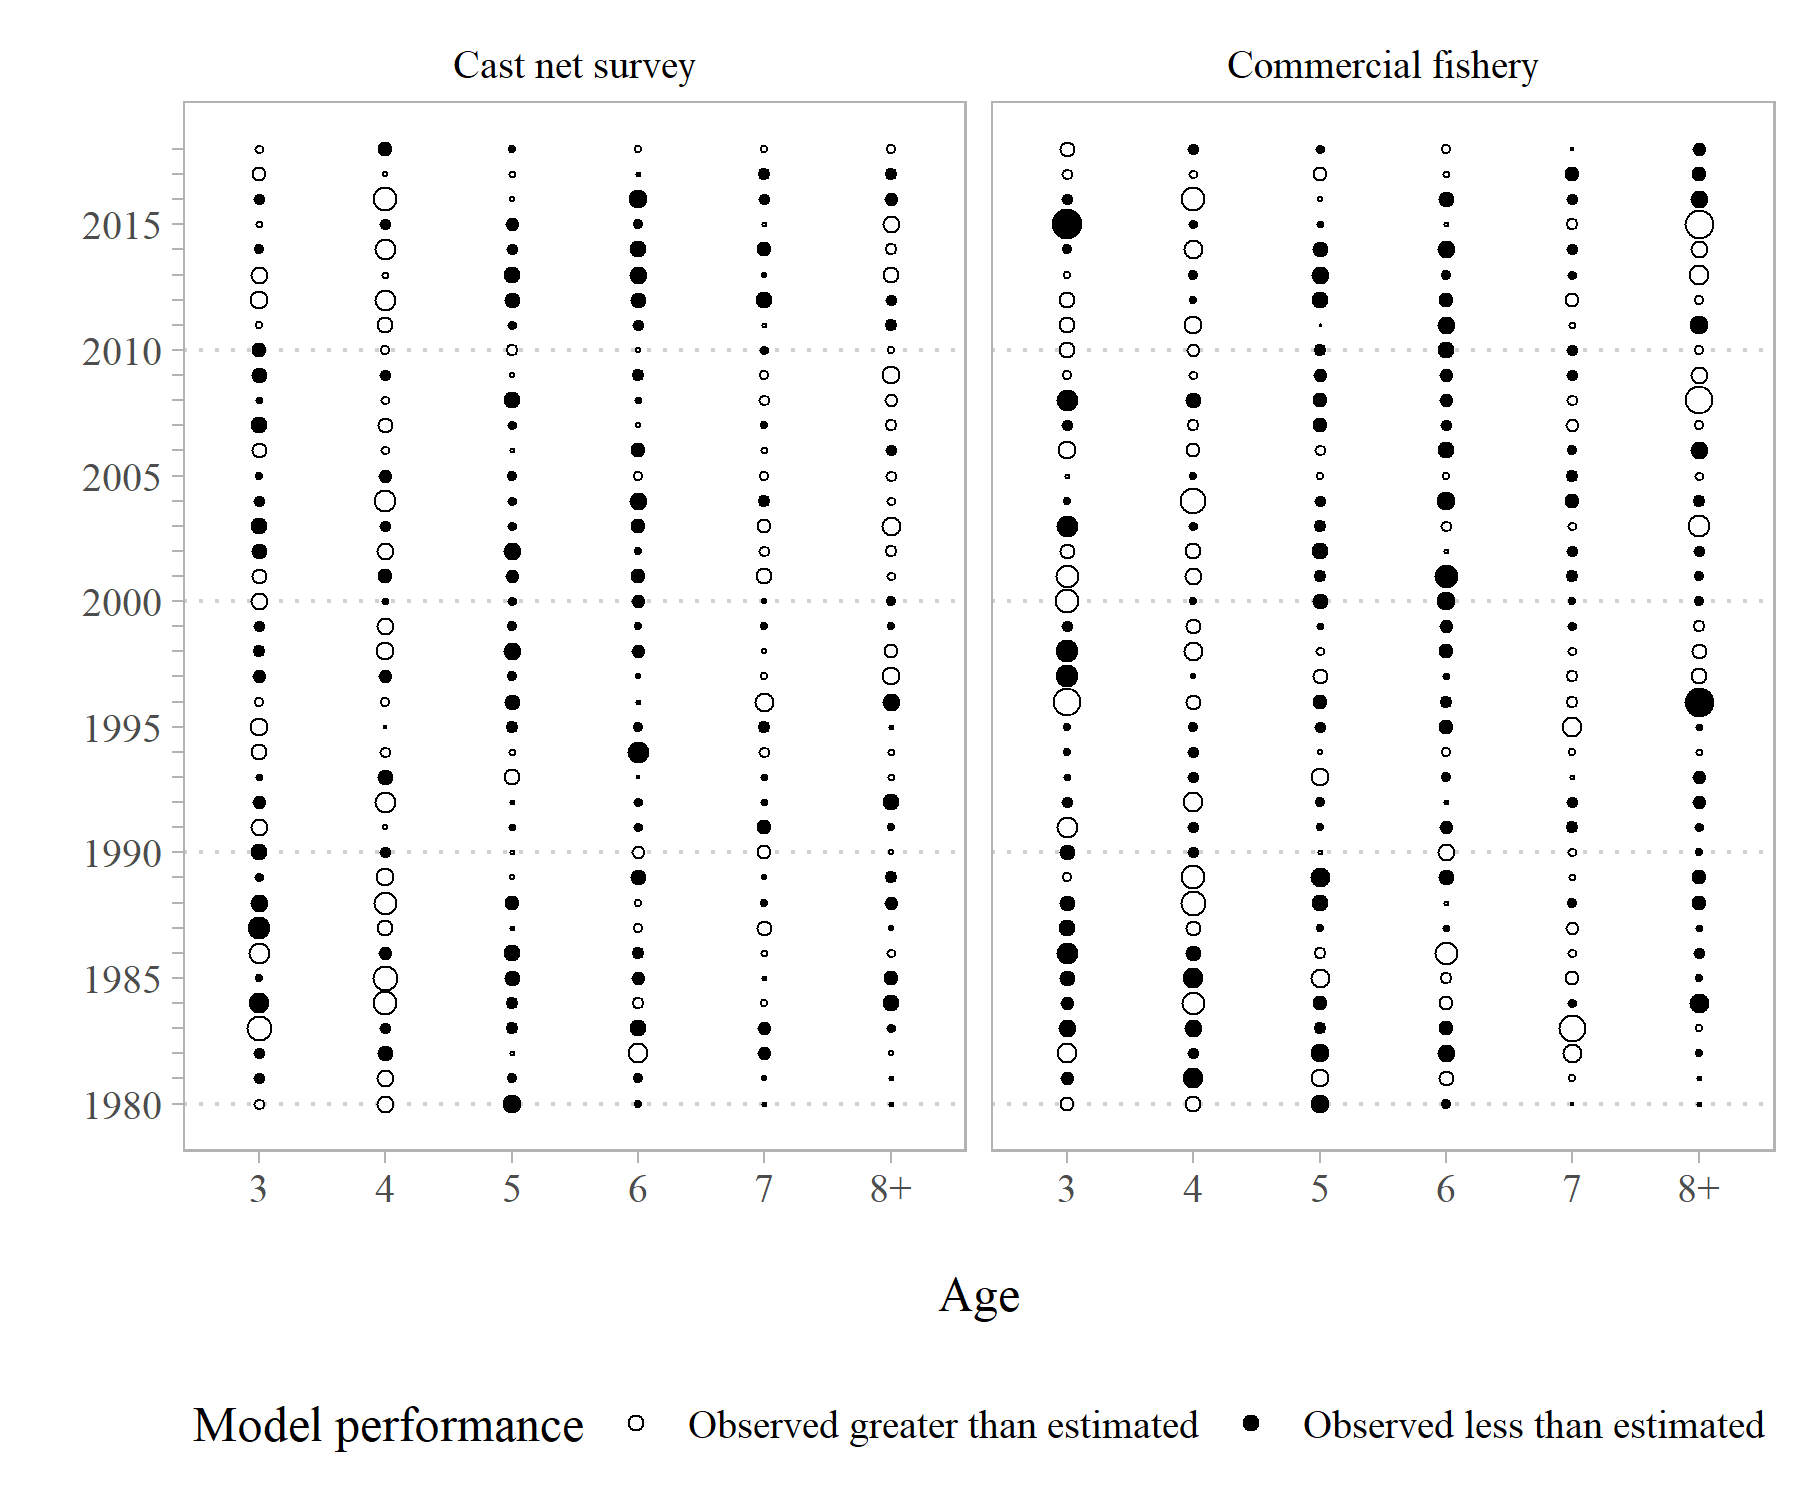 Cast net survey Commercial fishery
2015
2010
2005
2000
1995
1990
1985
1980
3 4 5 6 7 8+ 3 4 5 6 7 8+
Age
Model performance Observed greater than estimated Observed less than estimated